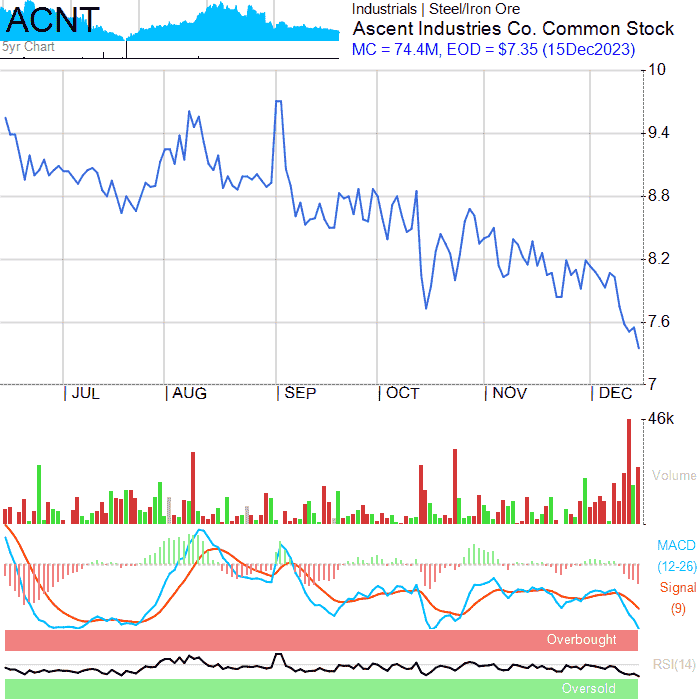 ACNT
5yr Chart
Industrials | Steel/Iron Ore
Ascent Industries Co. Common Stock
MC = 74.4M, EOD = $7.35 (15Dec2023)
10
9.4
8.8
8.2
7.6
7
| JUL | AUG | SEP | OCT | NOV | DEC
46k
Volume
MACD
(12-26)
Signal
(9)
Overbought
RSI(14)
Oversold